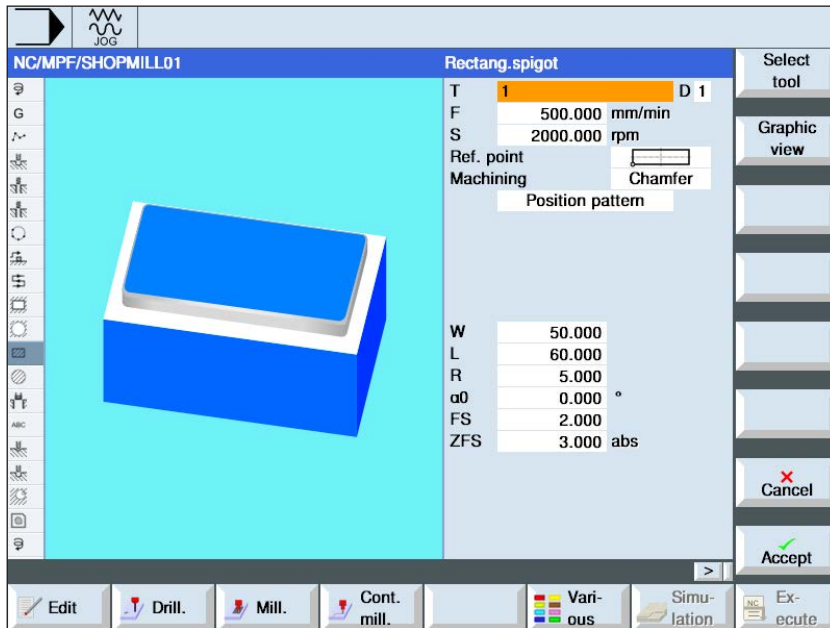 JOG
NC/MPF/SHOPMILL01
Rectang.spigot
T 1 D 1
F 500.000 mm/min
S 2000.000 rpm
Ref. point
Machining Chamfer
Position pattern
W 50.000
L 60.000
R 5.000
α0 0.000 °
FS 2.000
ZFS 3.000 abs
G
ABC
Select
tool
Graphic
view
Cancel
Accept
>
Edit
Drill.
Mill.
Cont.
mill.
Vari-
ous
Simu-
lation
NC
Ex-
ecute